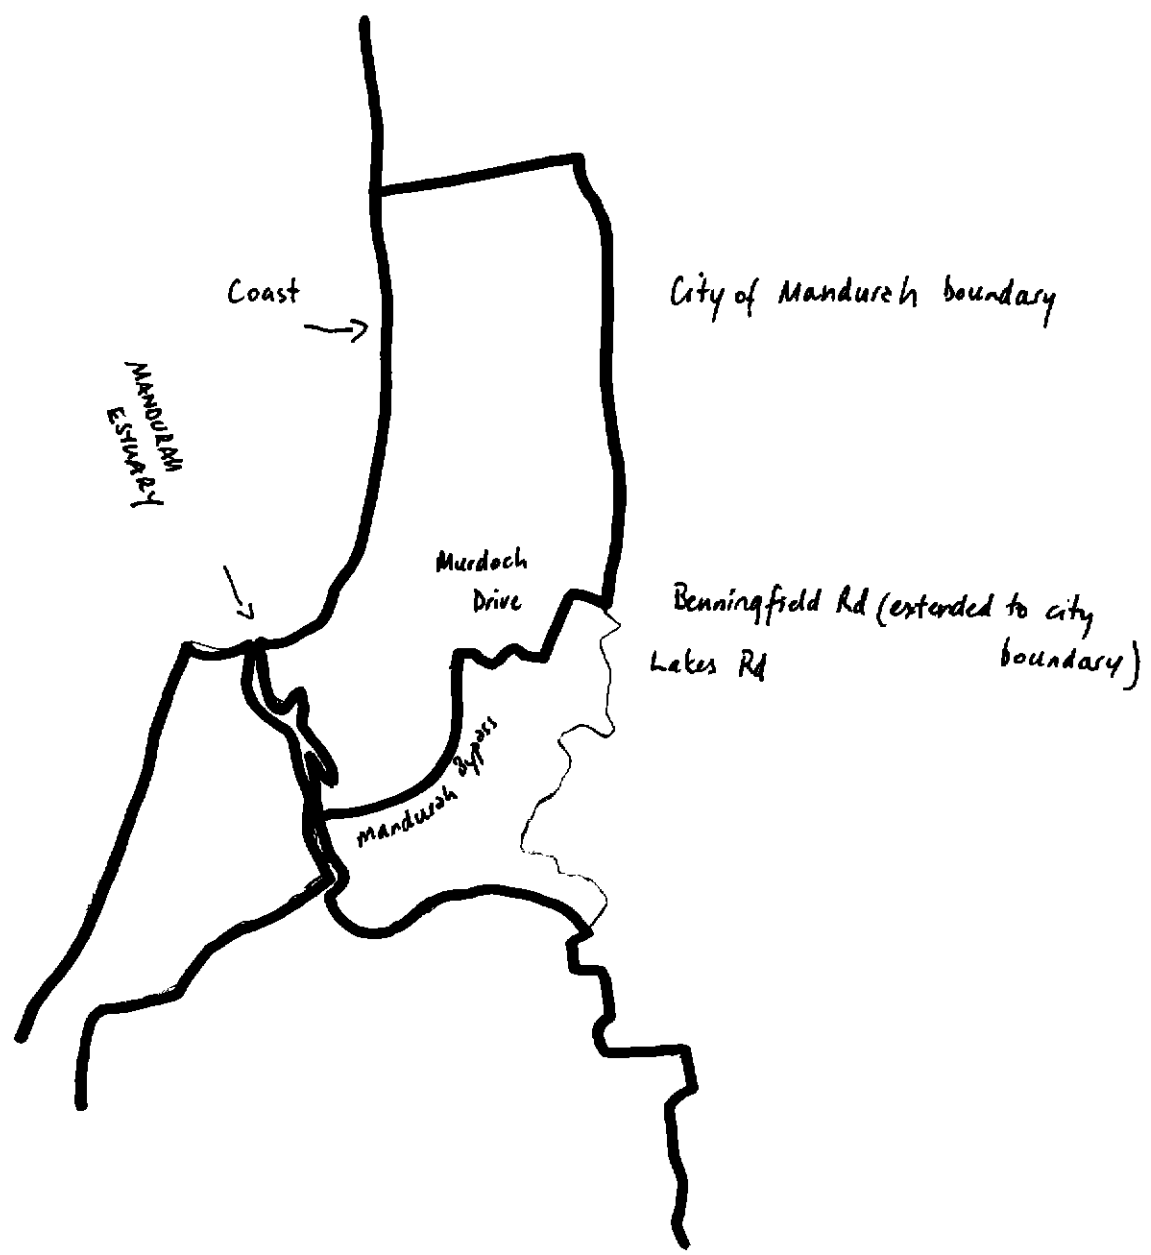 Coast
City of Mandurah boundary
MANDURAH
ESTUARY
Murdoch
Drive
Benningfield Rd (extended to city
boundary)
Lakes Rd
Mandurah Bypass